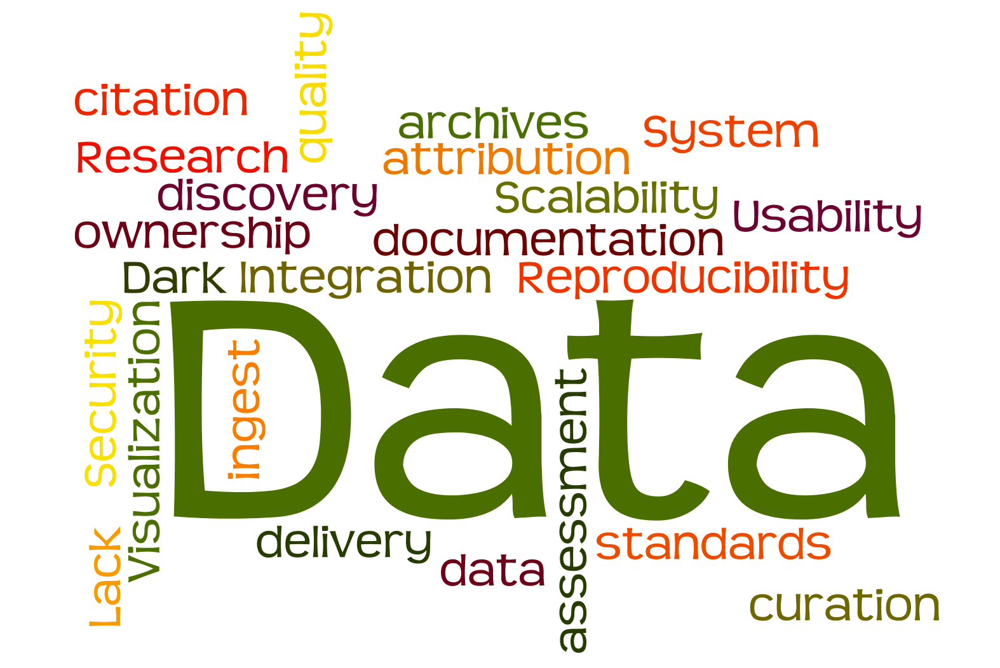 quality
citation
archives
System
Research
attribution
discovery
Scalability
Usability
ownership
documentation
Dark
Integration
Reproducibility
Security
Visualization
Data
ingest
assessment
Lack
delivery
standards
data
curation